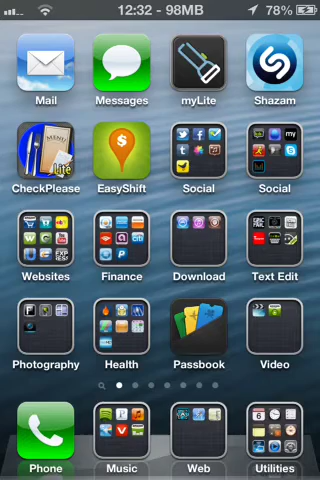 12:32 - 98MB 78%
Mail Messages myLite Shazam
Lite
CheckPlease EasyShift Social Social
Websites Finance Download Text Edit
Photography Health Passbook Video
Phone Music Web Utilities